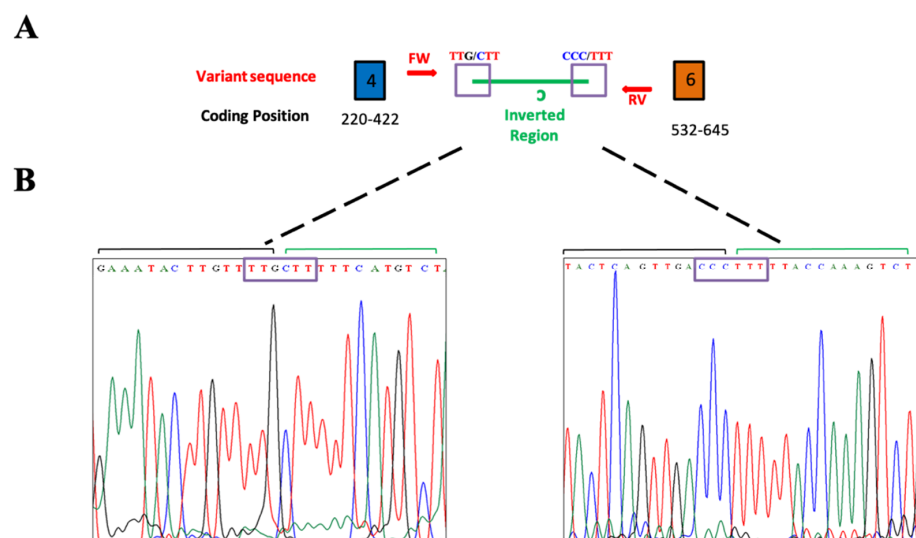 A
TTG/CTT CCC/TTT
FW
Variant sequence 4 6
RV
Coding Position Inverted
Region
220-422 532-645
B
GAAATACTTGTTTTGCTTTTTCATGTCT TACTCAGTTGACCCTTTTTACCAAAGTCT